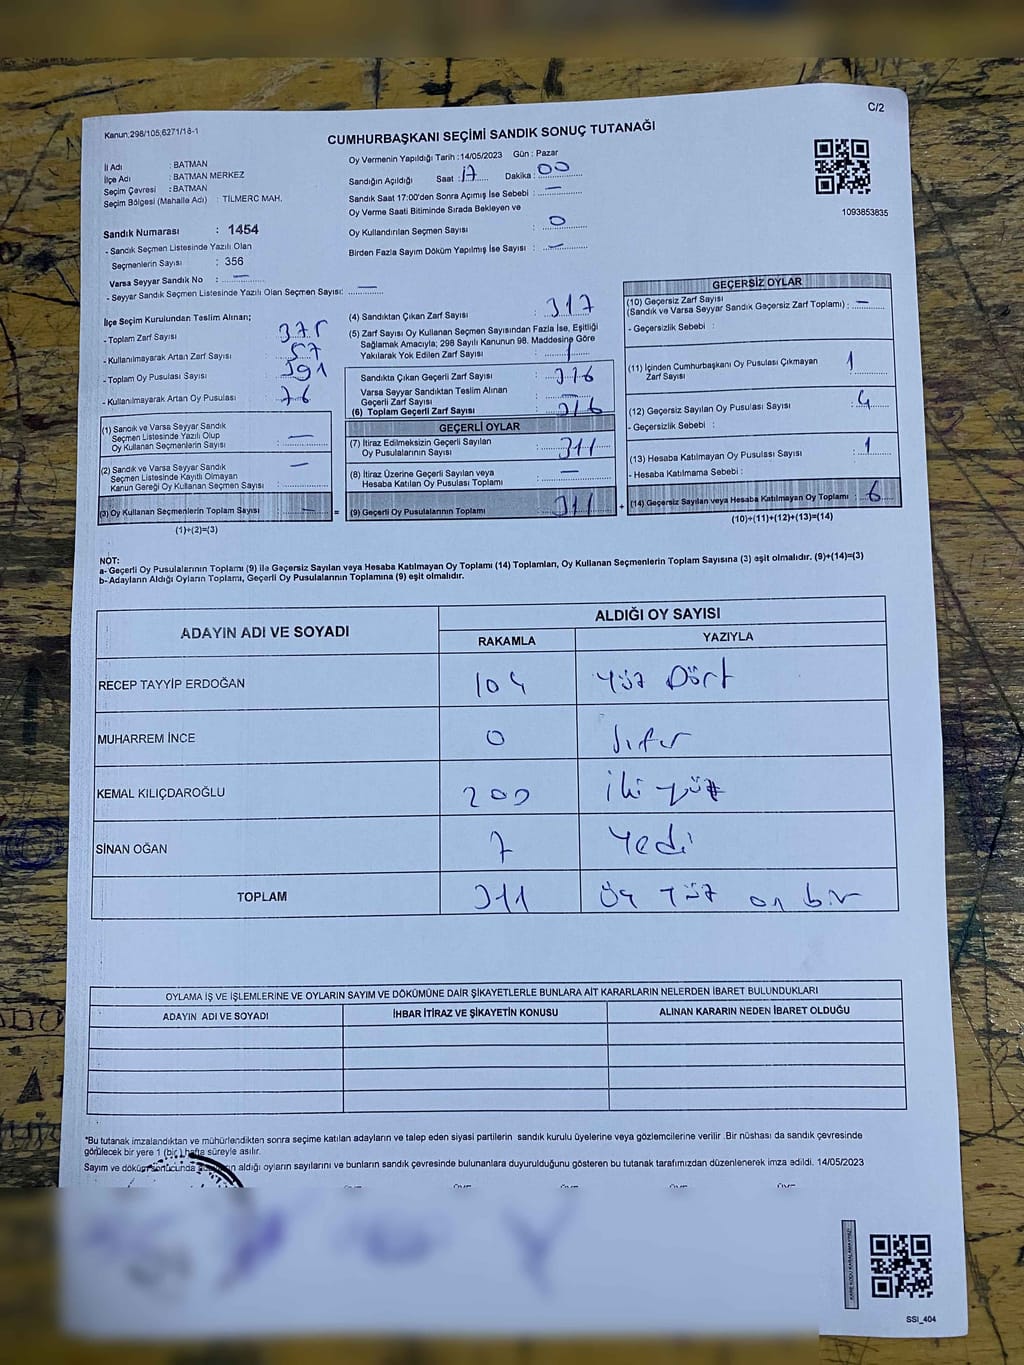 C/2
Kanun,298/105,6271/18-1
CUMHURBAŞKANI SEÇİMİ SANDIK SONUÇ TUTANAĞI
İl Adı : BATMAN
İlçe Adı : BATMAN MERKEZ
Seçim Çevresi : BATMAN
Seçim Bölgesi (Mahalle Adı) : TİLMERC MAH.
Sandık Numarası : 1454
- Sandık Seçmen Listesinde Yazılı Olan
Seçmenlerin Sayısı : 356
Varsa Seyyar Sandık No : —
- Seyyar Sandık Seçmen Listesinde Yazılı Olan Seçmen Sayısı: —
Oy Vermenin Yapıldığı Tarih :14/05/2023 Gün : Pazar
Sandığın Açıldığı Saat : 17 Dakika : 00
Sandık Saat 17:00'den Sonra Açımış İse Sebebi : —
Oy Verme Saati Bitiminde Sırada Bekleyen ve
Oy Kullandırılan Seçmen Sayısı : 0
Birden Fazla Sayım Döküm Yapılmış İse Sayısı : —
1093853835
İlçe Seçim Kurulundan Teslim Alınan;
- Toplam Zarf Sayısı : 375
- Kullanılmayarak Artan Zarf Sayısı : 57
- Toplam Oy Pusulası Sayısı : 391
- Kullanılmayarak Artan Oy Pusulası : 76
(1) Sandık ve Varsa Seyyar Sandık
Seçmen Listesinde Yazılı Olup
Oy Kullanan Seçmenlerin Sayısı : —
(2) Sandık ve Varsa Seyyar Sandık
Seçmen Listesinde Kayıtlı Olmayan
Kanun Gereği Oy Kullanan Seçmen Sayısı : —
(3) Oy Kullanan Seçmenlerin Toplam Sayısı : —
(1)+(2)=(3)
(4) Sandıktan Çıkan Zarf Sayısı : 317
(5) Zarf Sayısı Oy Kullanan Seçmen Sayısından Fazla İse, Eşitliği
Sağlamak Amacıyla; 298 Sayılı Kanunun 98. Maddesine Göre
Yakılarak Yok Edilen Zarf Sayısı : 1
Sandıkta Çıkan Geçerli Zarf Sayısı : 316
Varsa Seyyar Sandıktan Teslim Alınan
Geçerli Zarf Sayısı : —
(6) Toplam Geçerli Zarf Sayısı : 316
GEÇERLİ OYLAR
(7) İtiraz Edilmeksizin Geçerli Sayılan
Oy Pusulalarının Sayısı : 311
(8) İtiraz Üzerine Geçerli Sayılan veya
Hesaba Katılan Oy Pusulası Toplamı : —
= (9) Geçerli Oy Pusulalarının Toplamı : 311
GEÇERSİZ OYLAR
(10) Geçersiz Zarf Sayısı
(Sandık ve Varsa Seyyar Sandık Geçersiz Zarf Toplamı) : —
- Geçersizlik Sebebi :
(11) İçinden Cumhurbaşkanı Oy Pusulası Çıkmayan
Zarf Sayısı : 1
(12) Geçersiz Sayılan Oy Pusulası Sayısı : 4
- Geçersizlik Sebebi :
(13) Hesaba Katılmayan Oy Pusulası Sayısı : 1
- Hesaba Katılmama Sebebi :
+ (14) Geçersiz Sayılan veya Hesaba Katılmayan Oy Toplamı : 6
(10)+(11)+(12)+(13)=(14)
NOT:
a- Geçerli Oy Pusulalarının Toplamı (9) ila Geçersiz Sayılan veya Hesaba Katılmayan Oy Toplamı (14) Toplamları, Oy Kullanan Seçmenlerin Toplam Sayısına (3) eşit olmalıdır. (9)+(14)=(3)
b- Adayların Aldığı Oyların Toplamı, Geçerli Oy Pusulalarının Toplamına (9) eşit olmalıdır.
ADAYIN ADI VE SOYADI ALDIĞI OY SAYISI
RAKAMLA YAZIYLA
RECEP TAYYİP ERDOĞAN 104 Yüz Dört
MUHARREM İNCE 0 Sıfır
KEMAL KILIÇDAROĞLU 200 İki yüz
SİNAN OĞAN 7 Yedi
TOPLAM 311 Üç Yüz on bir
OYLAMA İŞ VE İŞLEMLERİNE VE OYLARIN SAYIM VE DÖKÜMÜNE DAİR ŞİKAYETLERLE BUNLARA AİT KARARLARIN NELERDEN İBARET BULUNDUKLARI
ADAYIN ADI VE SOYADI İHBAR İTİRAZ VE ŞİKAYETİN KONUSU ALINAN KARARIN NEDEN İBARET OLDUĞU
*Bu tutanak imzalandıktan ve mühürlendikten sonra seçime katılan adayların ve talep eden siyasi partilerin sandık kurulu üyelerine veya gözlemcilerine verilir .Bir nüshası da sandık çevresinde
görülecek bir yere 1 (bir ) hafta süreyle asılır.
Sayım ve döküm sonucunda aldığı oyların sayılarını ve bunların sandık çevresinde bulunanlara duyurulduğunu gösteren bu tutanak tarafımızdan düzenlenerek imza edildi. 14/05/2023
SSI_404